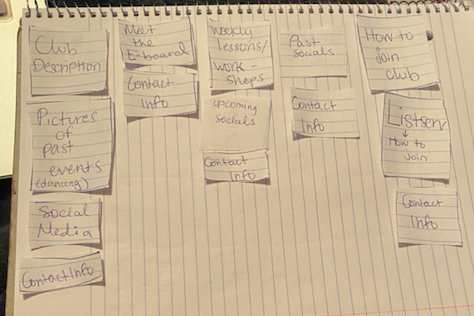 Club
Description
Pictures
of
past
events
(dancing)
Social
Media
Contact Info
Meet
the
E-board
Contact
Info
Weekly
lessons/
work-
shops
upcoming
socials
Contact
Info
Past
Socials
Contact
Info
How to
join
club
Listserv
↓
How to
join
Contact
Info